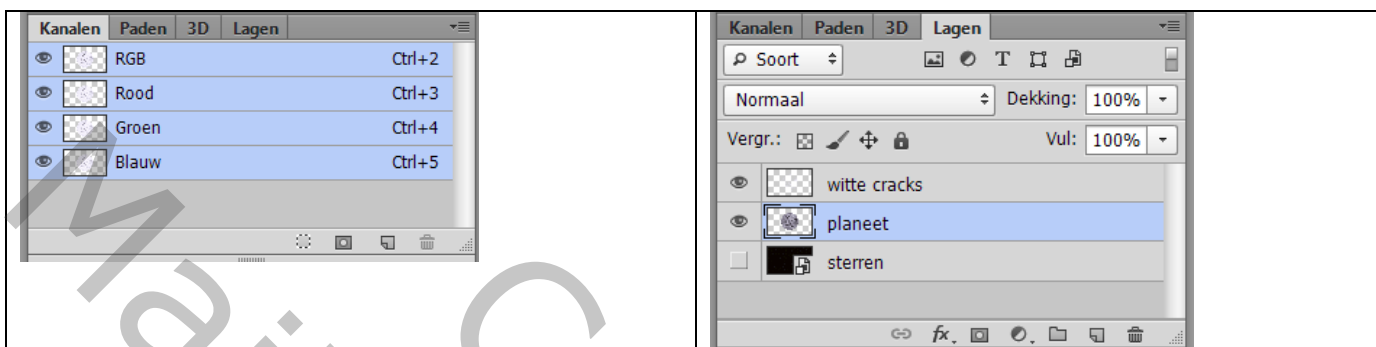 Kanalen Paden 3D Lagen
RGB Ctrl+2
Rood Ctrl+3
Groen Ctrl+4
Blauw Ctrl+5
Kanalen Paden 3D Lagen
Soort
Normaal Dekking: 100%
Vergr.: Vul: 100%
witte cracks
planeet
sterren
fx